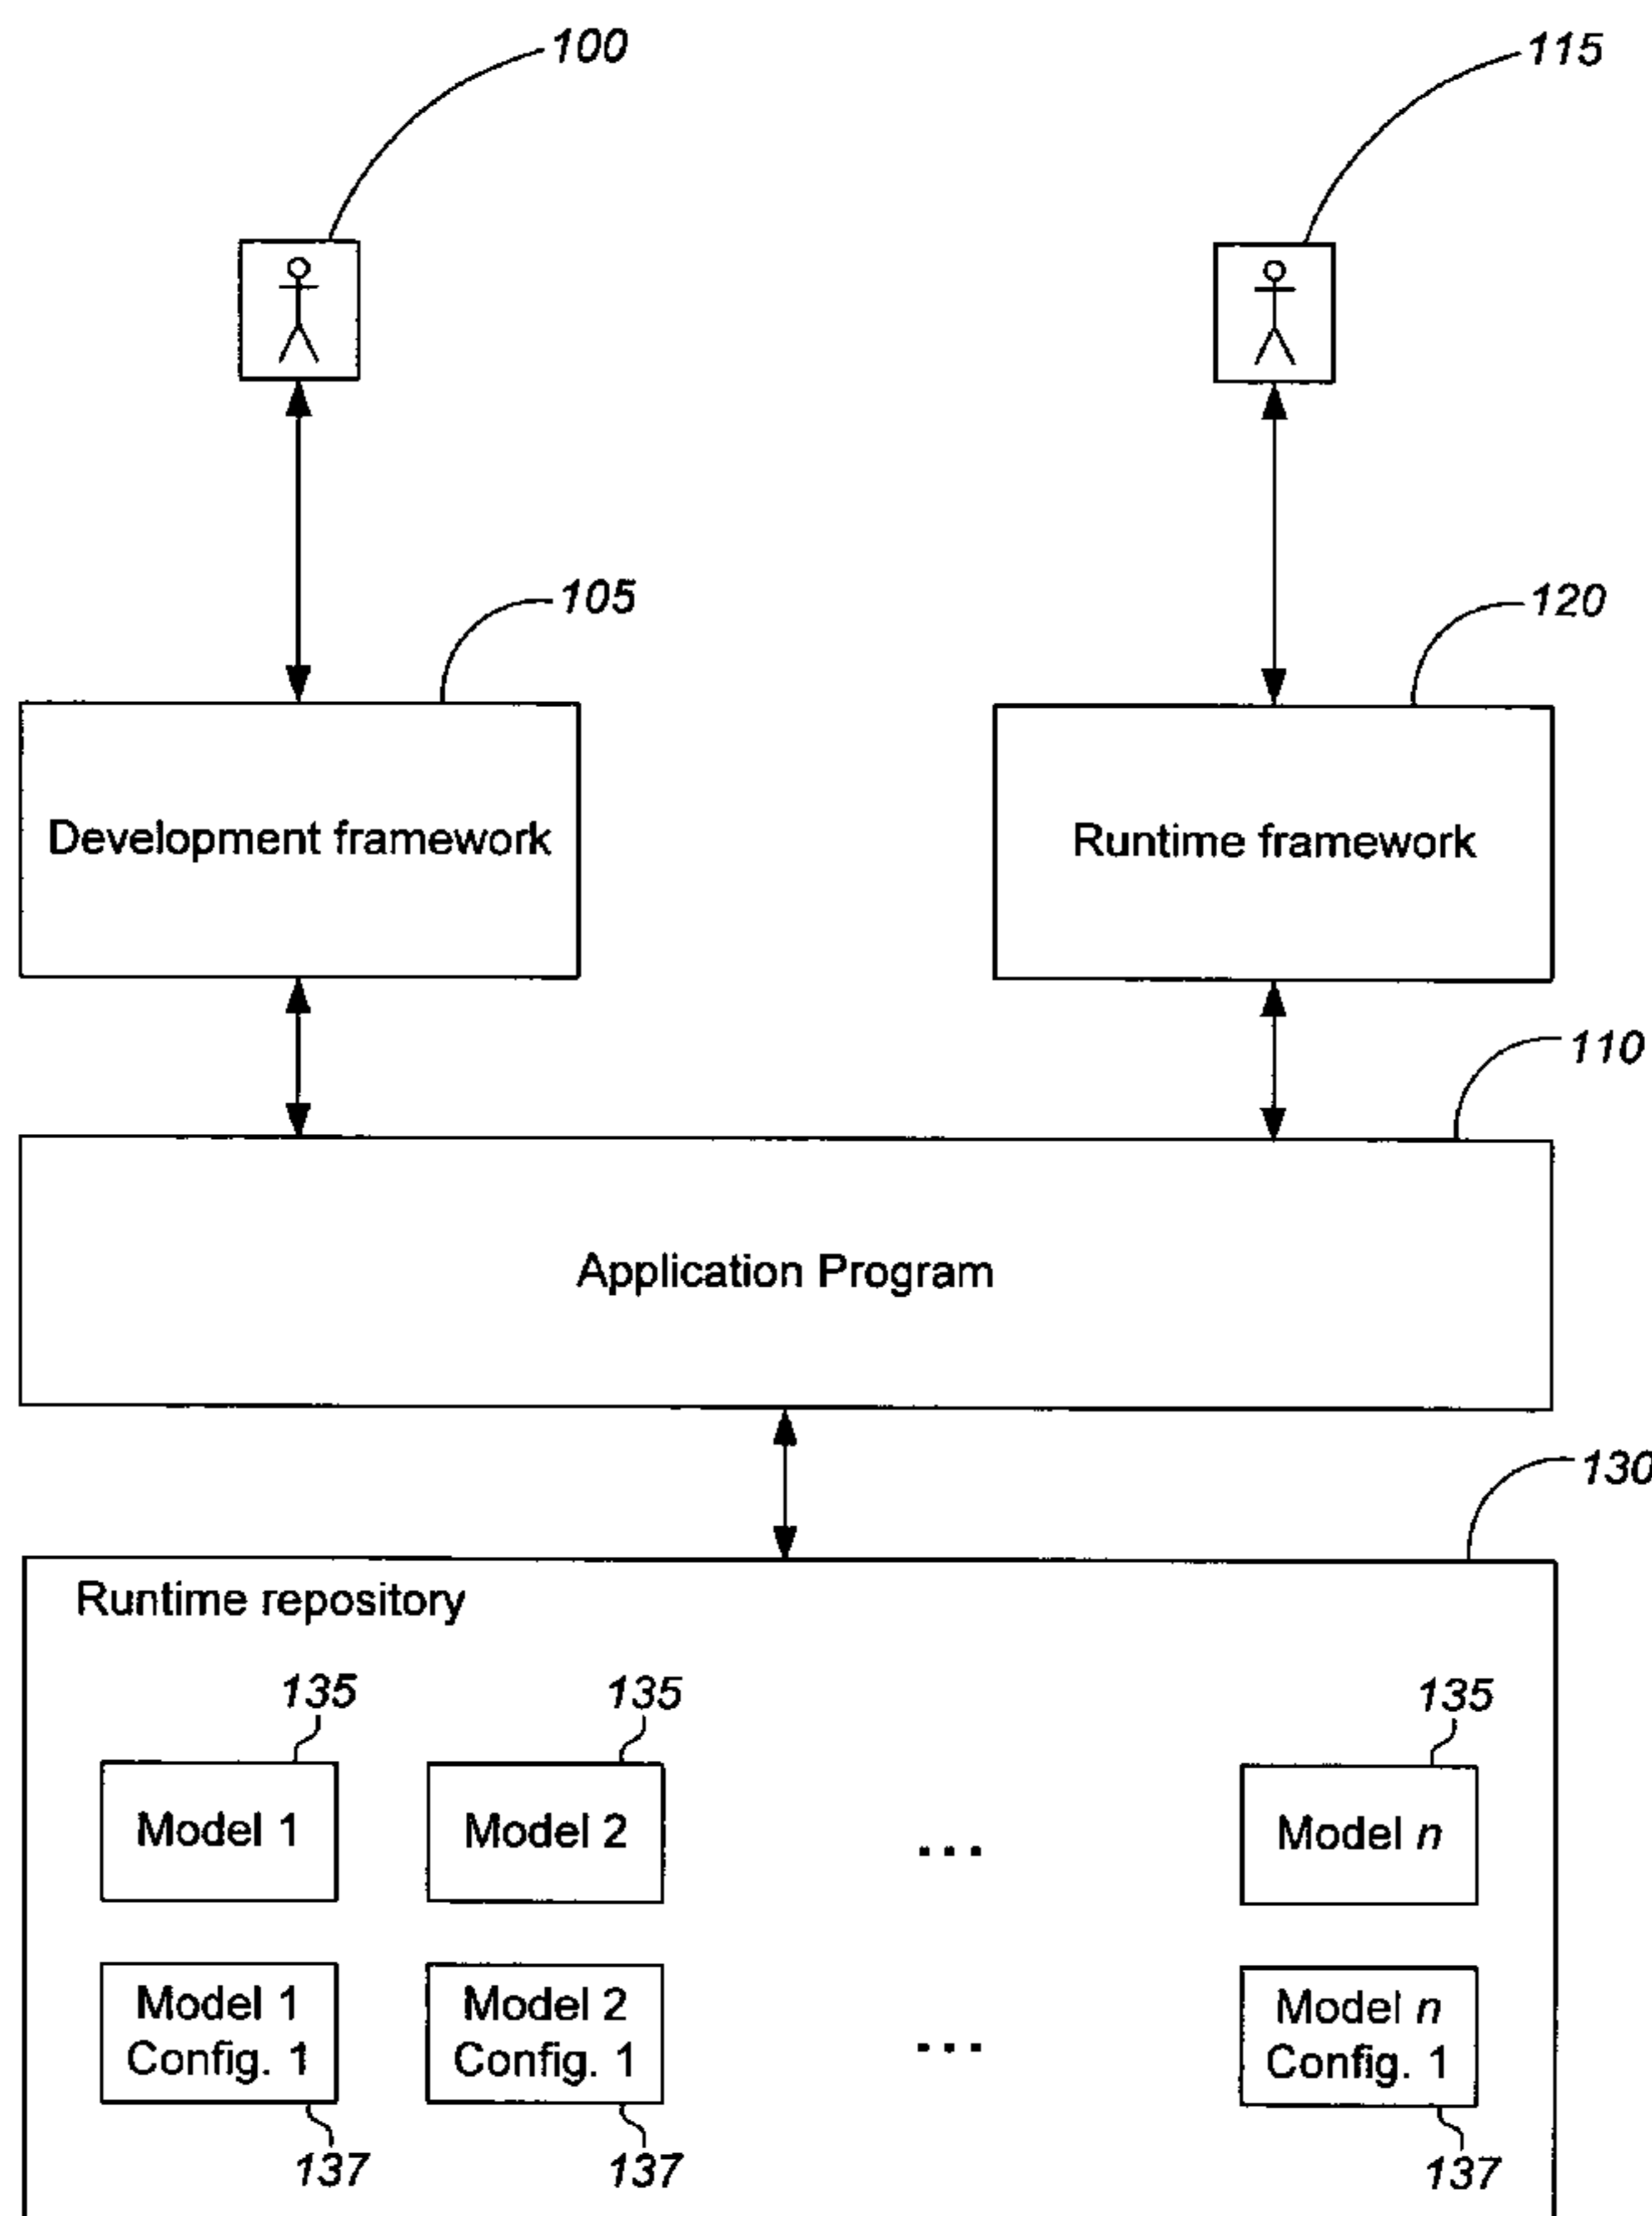 100
115
105
120
Development framework
Runtime framework
110
Application Program
130
Runtime repository
135
135
135
Model 1
Model 2
...
Model n
Model 1
Config. 1
Model 2
Config. 1
...
Model n
Config. 1
137
137
137